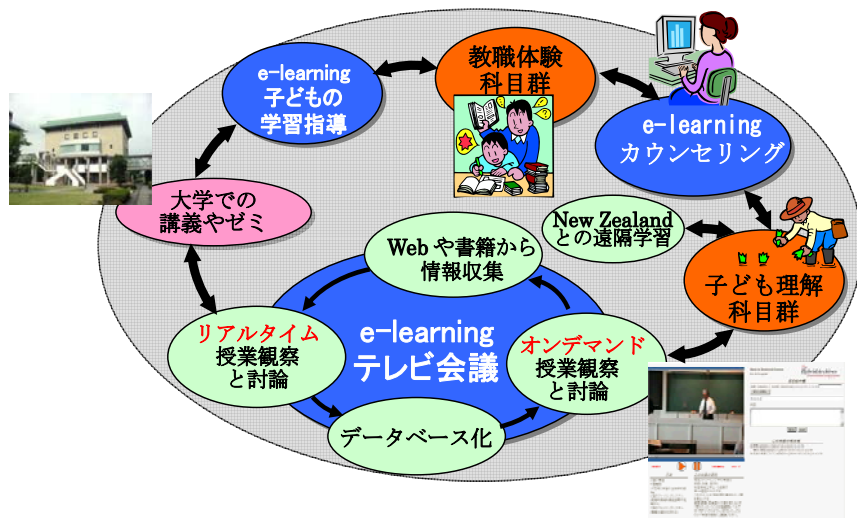 e-learning
子どもの
学習指導
教職体験
科目群
e-learning
カウンセリング
大学での
講義やゼミ
New Zealand
との遠隔学習
Web や書籍から
情報収集
子ども理解
科目群
e-learning
テレビ会議
リアルタイム
授業観察
と討論
オンデマンド
授業観察
と討論
データベース化